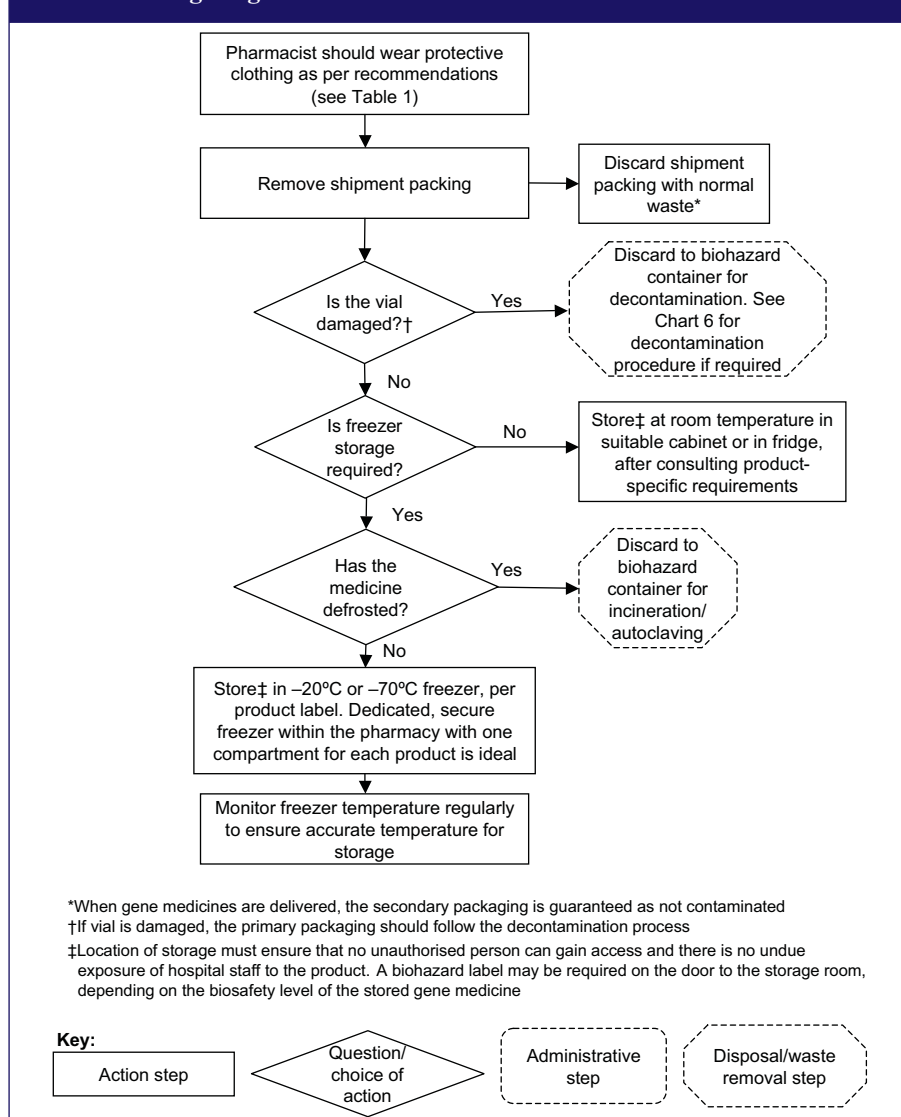 Pharmacist should wear protective
clothing as per recommendations
(see Table 1)
Remove shipment packing
Discard shipment
packing with normal
waste*
Is the vial
damaged?†
Yes
Discard to biohazard
container for
decontamination. See
Chart 6 for
decontamination
procedure if required
No
Is freezer
storage
required?
No
Store‡ at room temperature in
suitable cabinet or in fridge,
after consulting product-
specific requirements
Yes
Has the
medicine
defrosted?
Yes
Discard to
biohazard
container for
incineration/
autoclaving
No
Store‡ in –20ºC or –70ºC freezer, per
product label. Dedicated, secure
freezer within the pharmacy with one
compartment for each product is ideal
Monitor freezer temperature regularly
to ensure accurate temperature for
storage
*When gene medicines are delivered, the secondary packaging is guaranteed as not contaminated
†If vial is damaged, the primary packaging should follow the decontamination process
‡Location of storage must ensure that no unauthorised person can gain access and there is no undue
exposure of hospital staff to the product. A biohazard label may be required on the door to the storage room,
depending on the biosafety level of the stored gene medicine
Key:
Action step
Question/
choice of
action
Administrative
step
Disposal/waste
removal step